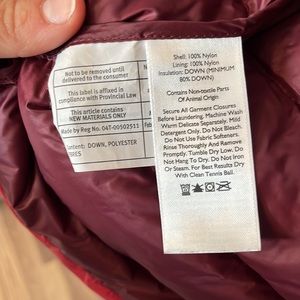 Not to be removed until
delivered to the consumer
This label is affixed in
compliance with Provincial Law
This article contains
NEW MATERIALS ONLY
Made by Reg No. 04T-00502511
Content: DOWN, POLYESTER
Shell: 100% Nylon
Lining: 100% Nylon
Insulation: DOWN (MINIMUM
80% DOWN)
Contains Non-textile Parts
Of Animal Origin
Secure All Garment Closures
Before Laundering. Machine Wash
Warm Delicate Separately. Mild
Detergent Only. Do Not Bleach.
Do Not Use Fabric Softeners.
Rinse Thoroughly And Remove
Promptly. Tumble Dry Low. Do
Not Hang To Dry. Do Not Iron
Or Steam. For Best Results Dry
With Clean Tennis Ball.